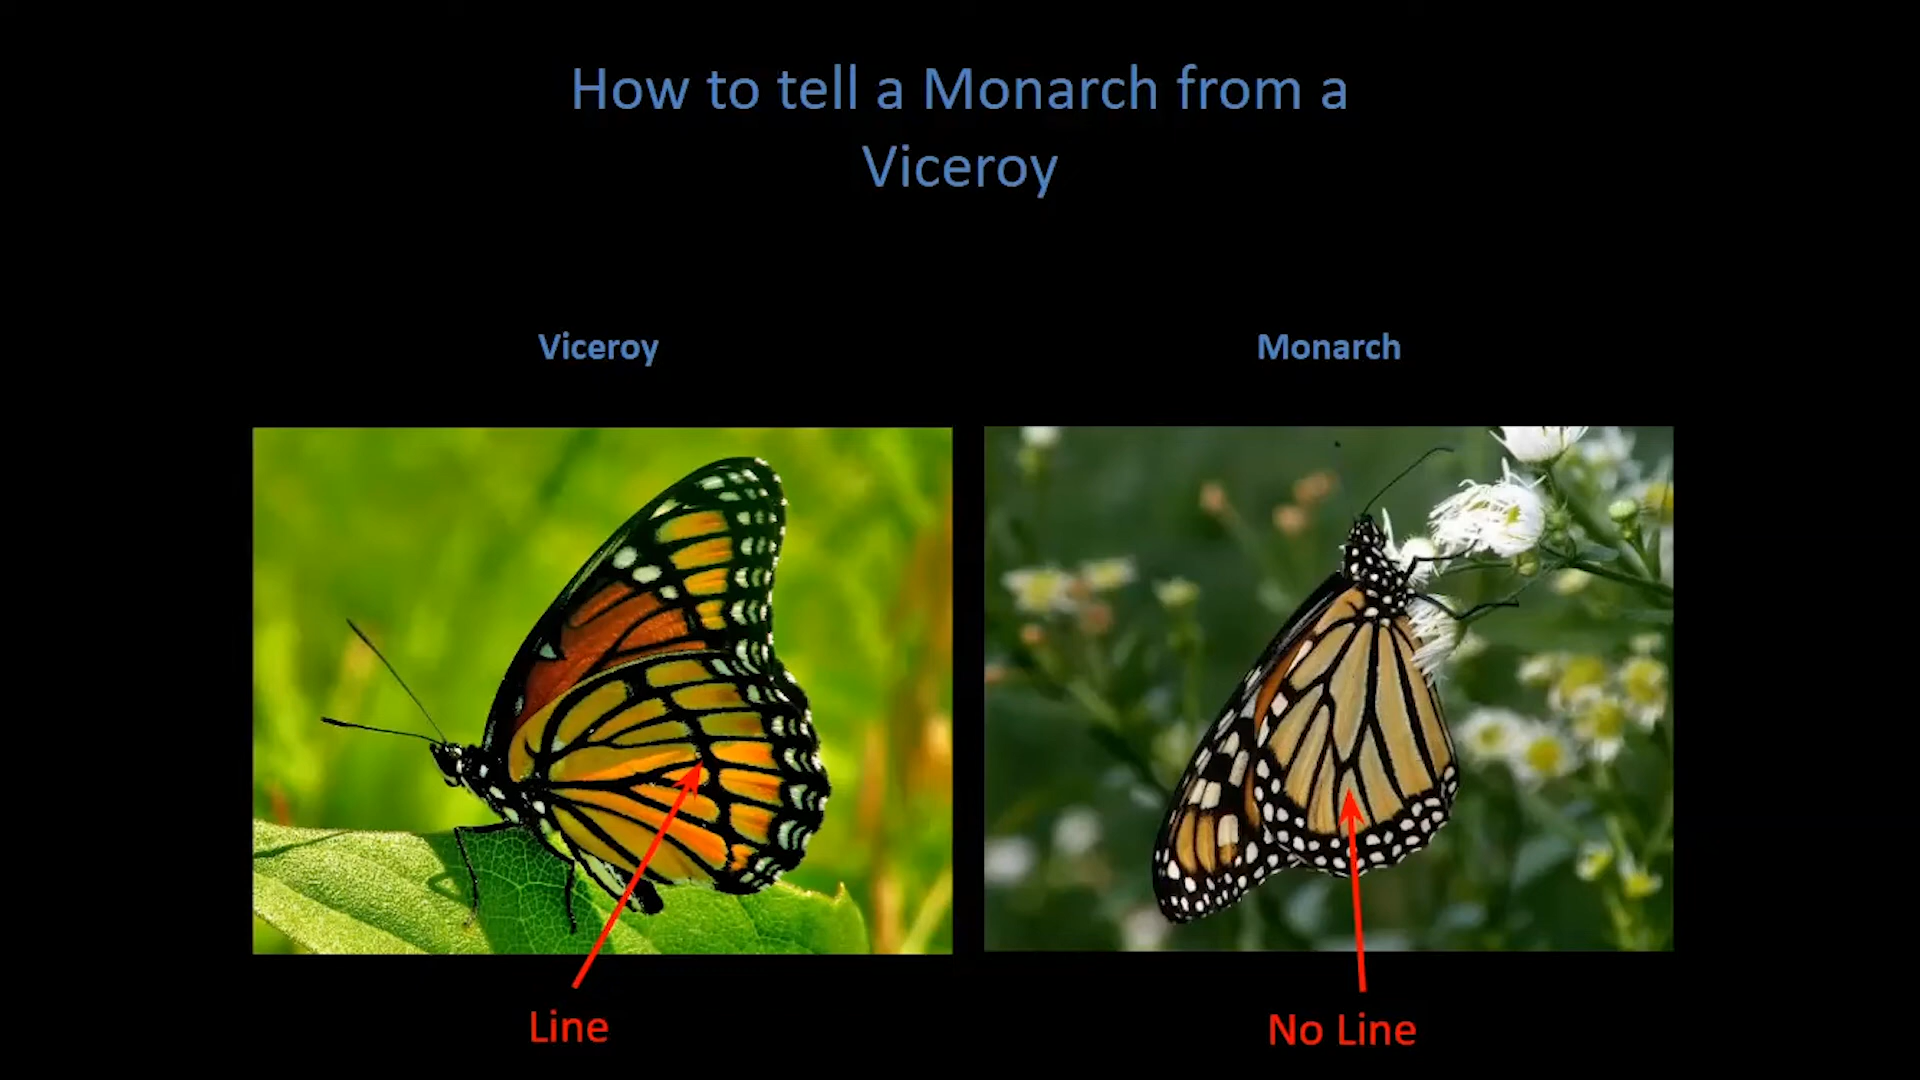 How to tell a Monarch from a
Viceroy
Viceroy
Monarch
Line
No Line